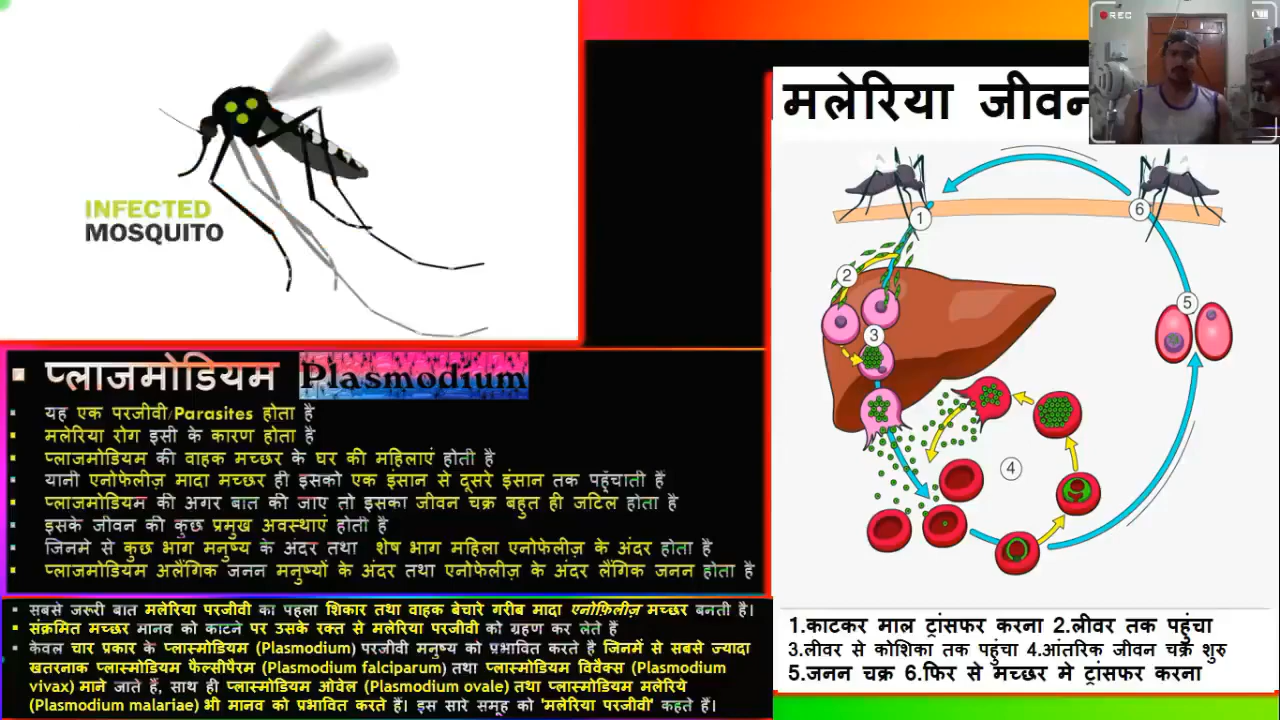 REC
मलेरिया जीवन
INFECTED
MOSQUITO
1
6
2
5
3
4
प्लाजमोडियम Plasmodium
यह एक परजीवी/Parasites होता है
मलेरिया रोग इसी के कारण होता है
प्लाजमोडियम की वाहक मच्छर के घर की महिलाएं होती है
यानी एनोफेलीज़ मादा मच्छर ही इसको एक इंसान से दूसरे इंसान तक पहुँचाती हैं
प्लाजमोडियम की अगर बात की जाए तो इसका जीवन चक्र बहुत ही जटिल होता है
इसके जीवन की कुछ प्रमुख अवस्थाएं होती है
जिनमे से कुछ भाग मनुष्य के अंदर तथा शेष भाग महिला एनोफेलीज़ के अंदर होता है
प्लाजमोडियम अलैंगिक जनन मनुष्यों के अंदर तथा एनोफेलीज़ के अंदर लैंगिक जनन होता है
सबसे जरूरी बात मलेरिया परजीवी का पहला शिकार तथा वाहक बेचारे गरीब मादा एनोफ़िलीज़ मच्छर बनती है।
संक्रमित मच्छर मानव को काटने पर उसके रक्त से मलेरिया परजीवी को ग्रहण कर लेते हैं
केवल चार प्रकार के प्लास्मोडियम (Plasmodium) परजीवी मनुष्य को प्रभावित करते है जिनमें से सबसे ज्यादा
खतरनाक प्लास्मोडियम फैल्सीपैरम (Plasmodium falciparum) तथा प्लास्मोडियम विवैक्स (Plasmodium
vivax) माने जाते हैं, साथ ही प्लास्मोडियम ओवेल (Plasmodium ovale) तथा प्लास्मोडियम मलेरिये
(Plasmodium malariae) भी मानव को प्रभावित करते हैं। इस सारे समूह को 'मलेरिया परजीवी' कहते हैं।
1.काटकर माल ट्रांसफर करना 2.लीवर तक पहुंचा
3.लीवर से कोशिका तक पहुंचा 4.आंतरिक जीवन चक्र शुरु
5.जनन चक्र 6.फिर से मच्छर मे ट्रांसफर करना